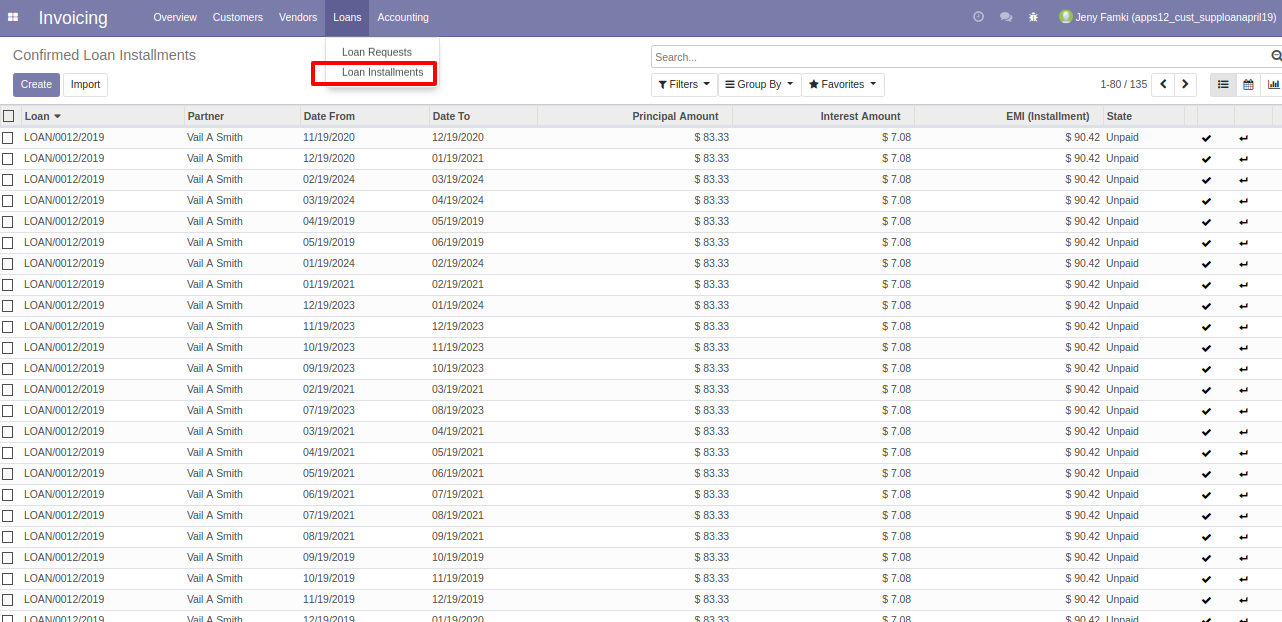 Invoicing Overview Customers Vendors Loans Accounting Jeny Famki (apps12_cust_supploanapril19)
Loan Requests
Loan Installments
Confirmed Loan Installments
Search...
Create Import Filters Group By Favorites 1-80 / 135
Loan Partner Date From Date To Principal Amount Interest Amount EMI (Installment) State
LOAN/0012/2019 Vail A Smith 11/19/2020 12/19/2020 $ 83.33 $ 7.08 $ 90.42 Unpaid
LOAN/0012/2019 Vail A Smith 12/19/2020 01/19/2021 $ 83.33 $ 7.08 $ 90.42 Unpaid
LOAN/0012/2019 Vail A Smith 02/19/2024 03/19/2024 $ 83.33 $ 7.08 $ 90.42 Unpaid
LOAN/0012/2019 Vail A Smith 03/19/2024 04/19/2024 $ 83.33 $ 7.08 $ 90.42 Unpaid
LOAN/0012/2019 Vail A Smith 04/19/2019 05/19/2019 $ 83.33 $ 7.08 $ 90.42 Unpaid
LOAN/0012/2019 Vail A Smith 05/19/2019 06/19/2019 $ 83.33 $ 7.08 $ 90.42 Unpaid
LOAN/0012/2019 Vail A Smith 01/19/2024 02/19/2024 $ 83.33 $ 7.08 $ 90.42 Unpaid
LOAN/0012/2019 Vail A Smith 01/19/2021 02/19/2021 $ 83.33 $ 7.08 $ 90.42 Unpaid
LOAN/0012/2019 Vail A Smith 12/19/2023 01/19/2024 $ 83.33 $ 7.08 $ 90.42 Unpaid
LOAN/0012/2019 Vail A Smith 11/19/2023 12/19/2023 $ 83.33 $ 7.08 $ 90.42 Unpaid
LOAN/0012/2019 Vail A Smith 10/19/2023 11/19/2023 $ 83.33 $ 7.08 $ 90.42 Unpaid
LOAN/0012/2019 Vail A Smith 09/19/2023 10/19/2023 $ 83.33 $ 7.08 $ 90.42 Unpaid
LOAN/0012/2019 Vail A Smith 02/19/2021 03/19/2021 $ 83.33 $ 7.08 $ 90.42 Unpaid
LOAN/0012/2019 Vail A Smith 07/19/2023 08/19/2023 $ 83.33 $ 7.08 $ 90.42 Unpaid
LOAN/0012/2019 Vail A Smith 03/19/2021 04/19/2021 $ 83.33 $ 7.08 $ 90.42 Unpaid
LOAN/0012/2019 Vail A Smith 04/19/2021 05/19/2021 $ 83.33 $ 7.08 $ 90.42 Unpaid
LOAN/0012/2019 Vail A Smith 05/19/2021 06/19/2021 $ 83.33 $ 7.08 $ 90.42 Unpaid
LOAN/0012/2019 Vail A Smith 06/19/2021 07/19/2021 $ 83.33 $ 7.08 $ 90.42 Unpaid
LOAN/0012/2019 Vail A Smith 07/19/2021 08/19/2021 $ 83.33 $ 7.08 $ 90.42 Unpaid
LOAN/0012/2019 Vail A Smith 08/19/2021 09/19/2021 $ 83.33 $ 7.08 $ 90.42 Unpaid
LOAN/0012/2019 Vail A Smith 09/19/2019 10/19/2019 $ 83.33 $ 7.08 $ 90.42 Unpaid
LOAN/0012/2019 Vail A Smith 10/19/2019 11/19/2019 $ 83.33 $ 7.08 $ 90.42 Unpaid
LOAN/0012/2019 Vail A Smith 11/19/2019 12/19/2019 $ 83.33 $ 7.08 $ 90.42 Unpaid
LOAN/0012/2019 Vail A Smith 12/19/2019 01/19/2020 $ 83.33 $ 7.08 $ 90.42 Unpaid